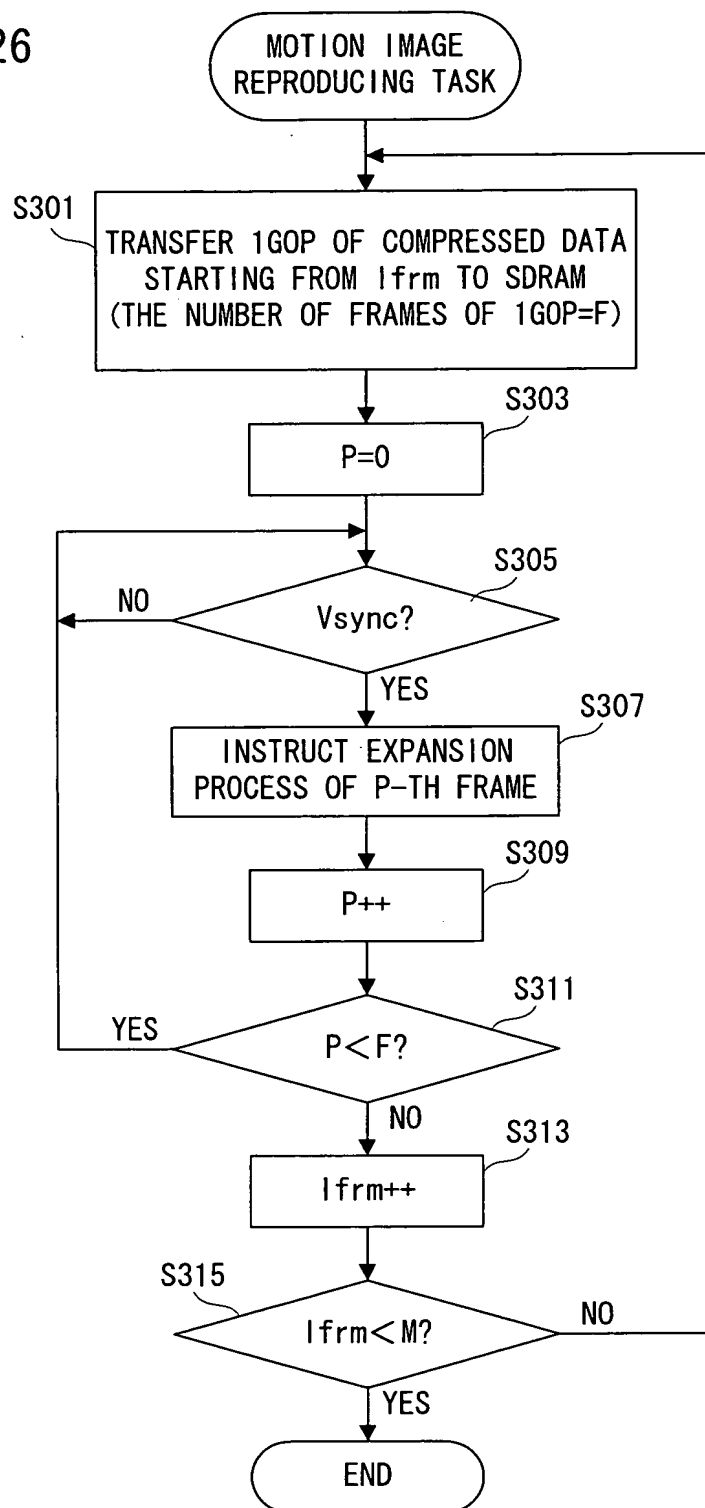 26
MOTION IMAGE
REPRODUCING TASK
S301
TRANSFER 1GOP OF COMPRESSED DATA
STARTING FROM Ifrm TO SDRAM
(THE NUMBER OF FRAMES OF 1GOP=F)
S303
P=0
S305
NO
Vsync?
YES
S307
INSTRUCT EXPANSION
PROCESS OF P-TH FRAME
S309
P++
S311
YES
P<F?
NO
S313
Ifrm++
S315
Ifrm<M?
NO
YES
END